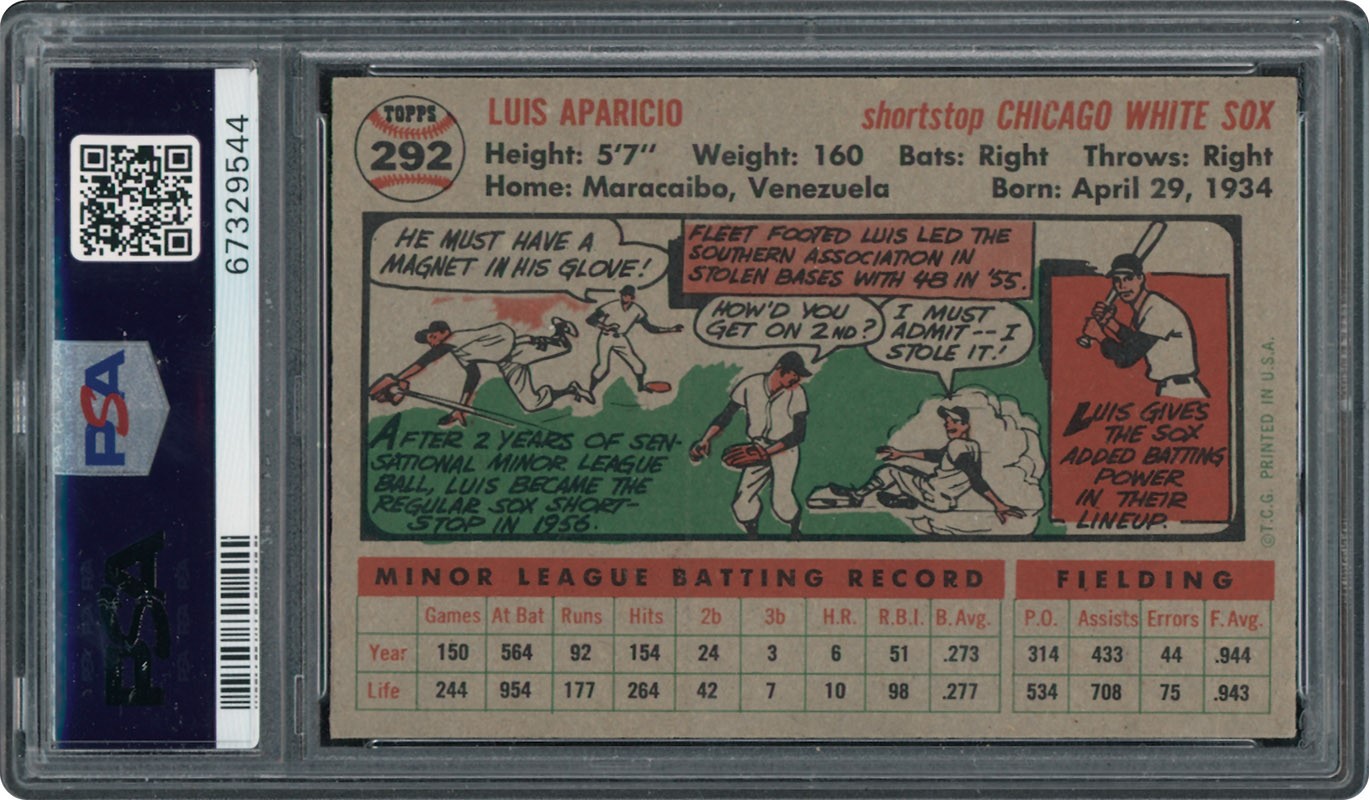 67329544
PSA
PSA
TOPPS
292
LUIS APARICIO
shortstop CHICAGO WHITE SOX
Height: 5'7" Weight: 160 Bats: Right Throws: Right
Home: Maracaibo, Venezuela Born: April 29, 1934
HE MUST HAVE A
MAGNET IN HIS GLOVE!
FLEET FOOTED LUIS LED THE
SOUTHERN ASSOCIATION IN
STOLEN BASES WITH 48 IN '55.
HOW'D YOU
GET ON 2ND?
I MUST
ADMIT -- I
STOLE IT!
AFTER 2 YEARS OF SEN-
SATIONAL MINOR LEAGUE
BALL, LUIS BECAME THE
REGULAR SOX SHORT-
STOP IN 1956.
LUIS GIVES
THE SOX
ADDED BATTING
POWER
IN THEIR
LINEUP.
©T.C.G. PRINTED IN U.S.A.
MINOR LEAGUE BATTING RECORD FIELDING
Games At Bat Runs Hits 2b 3b H.R. R.B.I. B. Avg. P.O. Assists Errors F. Avg.
Year 150 564 92 154 24 3 6 51 .273 314 433 44 .944
Life 244 954 177 264 42 7 10 98 .277 534 708 75 .943